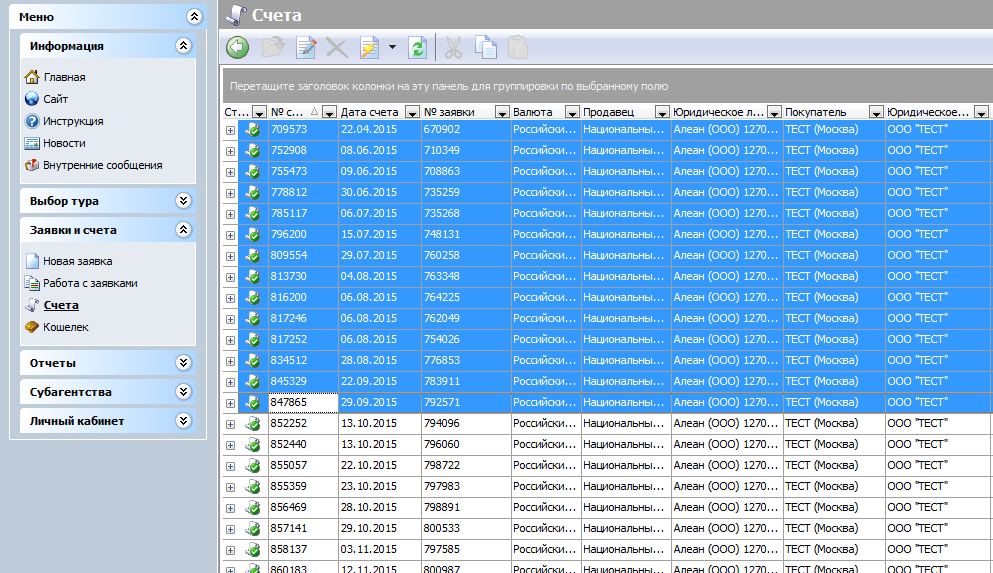 Меню
Информация
Главная
Сайт
Инструкция
Новости
Внутренние сообщения
Выбор тура
Заявки и счета
Новая заявка
Работа с заявками
Счета
Кошелек
Отчеты
Субагентства
Личный кабинет
Счета
Перетащите заголовок колонки на эту панель для группировки по выбранному полю
Ст... № с... Дата счета № заявки Валюта Продавец Юридическое л... Покупатель Юридическое...
709573 22.04.2015 670902 Российски... Национальны... Алеан (ООО) 1270... ТЕСТ (Москва) ООО "ТЕСТ"
752908 08.06.2015 710349 Российски... Национальны... Алеан (ООО) 1270... ТЕСТ (Москва) ООО "ТЕСТ"
755473 09.06.2015 708863 Российски... Национальны... Алеан (ООО) 1270... ТЕСТ (Москва) ООО "ТЕСТ"
778812 30.06.2015 735259 Российски... Национальны... Алеан (ООО) 1270... ТЕСТ (Москва) ООО "ТЕСТ"
785117 06.07.2015 735268 Российски... Национальны... Алеан (ООО) 1270... ТЕСТ (Москва) ООО "ТЕСТ"
796200 15.07.2015 748131 Российски... Национальны... Алеан (ООО) 1270... ТЕСТ (Москва) ООО "ТЕСТ"
809554 29.07.2015 760258 Российски... Национальны... Алеан (ООО) 1270... ТЕСТ (Москва) ООО "ТЕСТ"
813730 04.08.2015 763348 Российски... Национальны... Алеан (ООО) 1270... ТЕСТ (Москва) ООО "ТЕСТ"
816200 06.08.2015 764225 Российски... Национальны... Алеан (ООО) 1270... ТЕСТ (Москва) ООО "ТЕСТ"
817246 06.08.2015 762049 Российски... Национальны... Алеан (ООО) 1270... ТЕСТ (Москва) ООО "ТЕСТ"
817252 06.08.2015 754026 Российски... Национальны... Алеан (ООО) 1270... ТЕСТ (Москва) ООО "ТЕСТ"
834512 28.08.2015 776853 Российски... Национальны... Алеан (ООО) 1270... ТЕСТ (Москва) ООО "ТЕСТ"
845329 22.09.2015 783911 Российски... Национальны... Алеан (ООО) 1270... ТЕСТ (Москва) ООО "ТЕСТ"
847865 29.09.2015 792571 Российски... Национальны... Алеан (ООО) 1270... ТЕСТ (Москва) ООО "ТЕСТ"
852252 13.10.2015 794096 Российски... Национальны... Алеан (ООО) 1270... ТЕСТ (Москва) ООО "ТЕСТ"
852440 13.10.2015 796060 Российски... Национальны... Алеан (ООО) 1270... ТЕСТ (Москва) ООО "ТЕСТ"
855057 22.10.2015 798722 Российски... Национальны... Алеан (ООО) 1270... ТЕСТ (Москва) ООО "ТЕСТ"
855359 23.10.2015 797983 Российски... Национальны... Алеан (ООО) 1270... ТЕСТ (Москва) ООО "ТЕСТ"
856469 28.10.2015 798891 Российски... Национальны... Алеан (ООО) 1270... ТЕСТ (Москва) ООО "ТЕСТ"
857141 29.10.2015 800533 Российски... Национальны... Алеан (ООО) 1270... ТЕСТ (Москва) ООО "ТЕСТ"
858137 03.11.2015 797585 Российски... Национальны... Алеан (ООО) 1270... ТЕСТ (Москва) ООО "ТЕСТ"
860183 12.11.2015 800987 Российски... Национальны... Алеан (ООО) 1270... ТЕСТ (Москва) ООО "ТЕСТ"